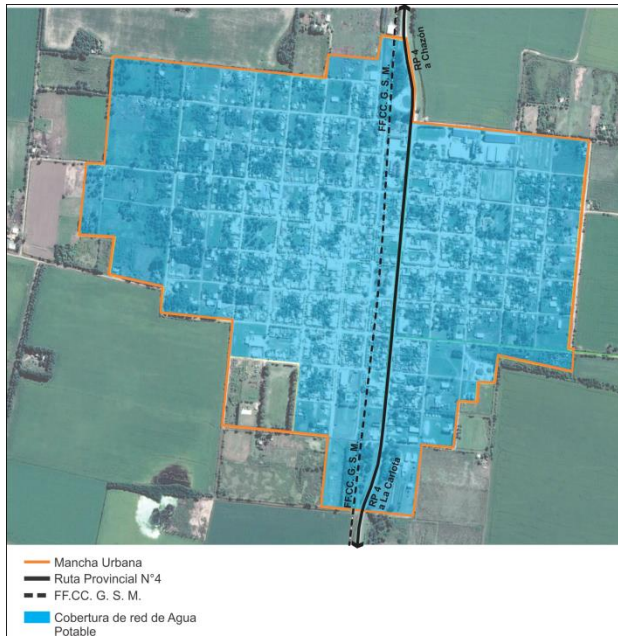 RP 4
a Chazón
FF.CC. G. S. M.
FF.CC. G. S. M.
RP 4
a La Carlota
Mancha Urbana
Ruta Provincial N°4
FF.CC. G. S. M.
Cobertura de red de Agua
Potable